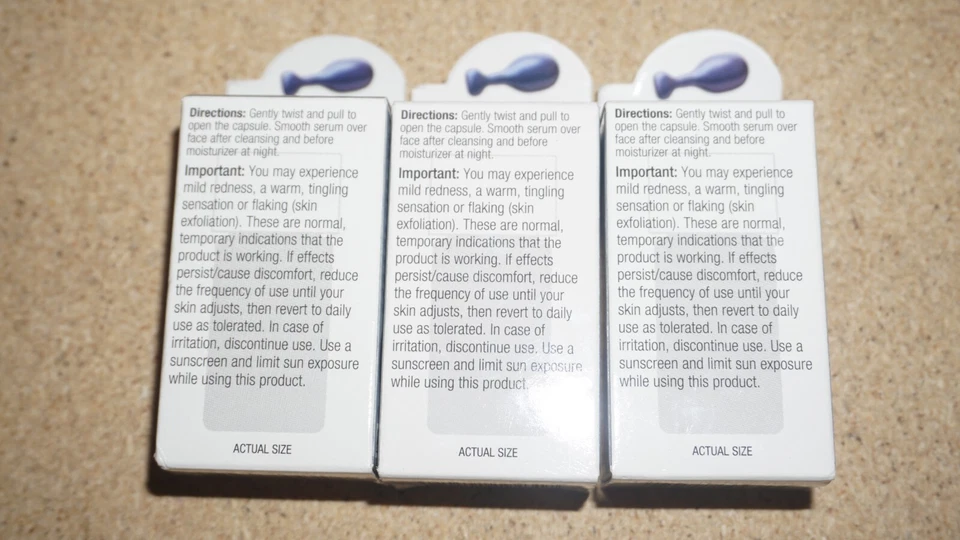 Directions: Gently twist and pull to
open the capsule. Smooth serum over
face after cleansing and before
moisturizer at night.
Important: You may experience
mild redness, a warm, tingling
sensation or flaking (skin
exfoliation). These are normal,
temporary indications that the
product is working. If effects
persist/cause discomfort, reduce
the frequency of use until your
skin adjusts, then revert to daily
use as tolerated. In case of
irritation, discontinue use. Use a
sunscreen and limit sun exposure
while using this product.
ACTUAL SIZE
Directions: Gently twist and pull to
open the capsule. Smooth serum over
face after cleansing and before
moisturizer at night.
Important: You may experience
mild redness, a warm, tingling
sensation or flaking (skin
exfoliation). These are normal,
temporary indications that the
product is working. If effects
persist/cause discomfort, reduce
the frequency of use until your
skin adjusts, then revert to daily
use as tolerated. In case of
irritation, discontinue use. Use a
sunscreen and limit sun exposure
while using this product.
ACTUAL SIZE
Directions: Gently twist and pull to
open the capsule. Smooth serum over
face after cleansing and before
moisturizer at night.
Important: You may experience
mild redness, a warm, tingling
sensation or flaking (skin
exfoliation). These are normal,
temporary indications that the
product is working. If effects
persist/cause discomfort, reduce
the frequency of use until your
skin adjusts, then revert to daily
use as tolerated. In case of
irritation, discontinue use. Use a
sunscreen and limit sun exposure
while using this product.
ACTUAL SIZE